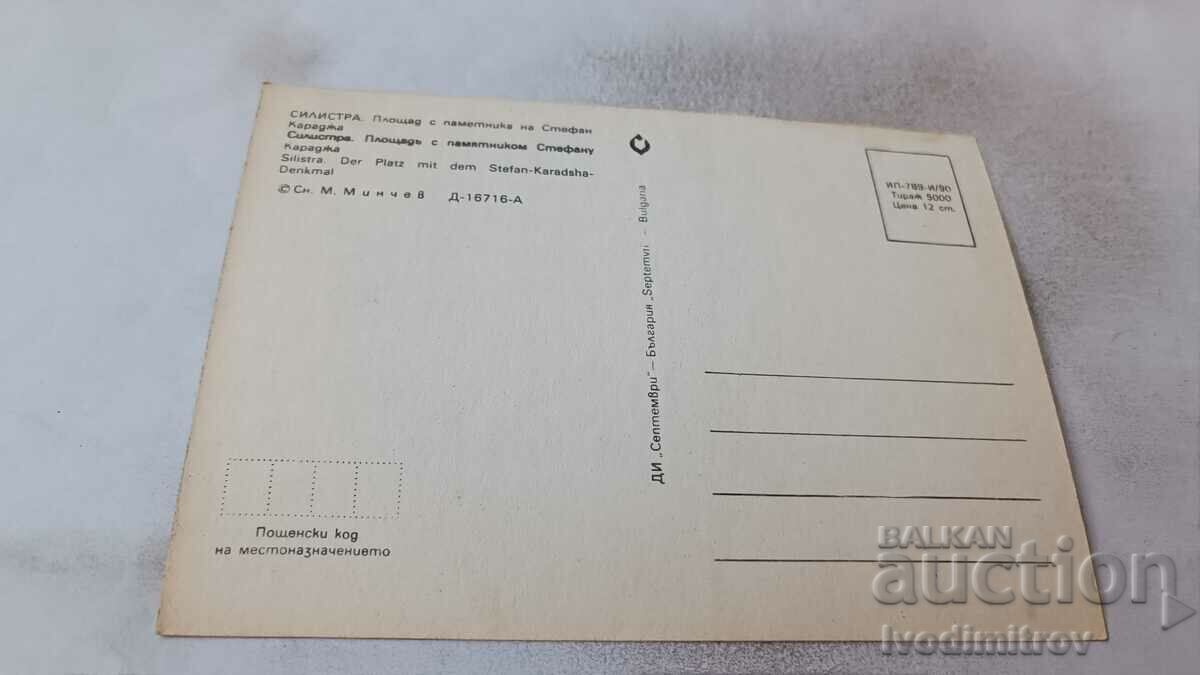 СИЛИСТРА. Площад с паметника на Стефан
Караджа
Силистра. Площадь с памятником Стефану
Караджа
Silistra. Der Platz mit dem Stefan-Karadsha-
Denkmal
© Сн. М. Минчев Д-16716-А
ДИ „Септември" — България „Septemvri - Bulgaria
ИП-789-И/90
Тираж 5000
Цена 12 ст.
Пощенски код
на местоназначението
BALKAN
auction
Ivodimitrov